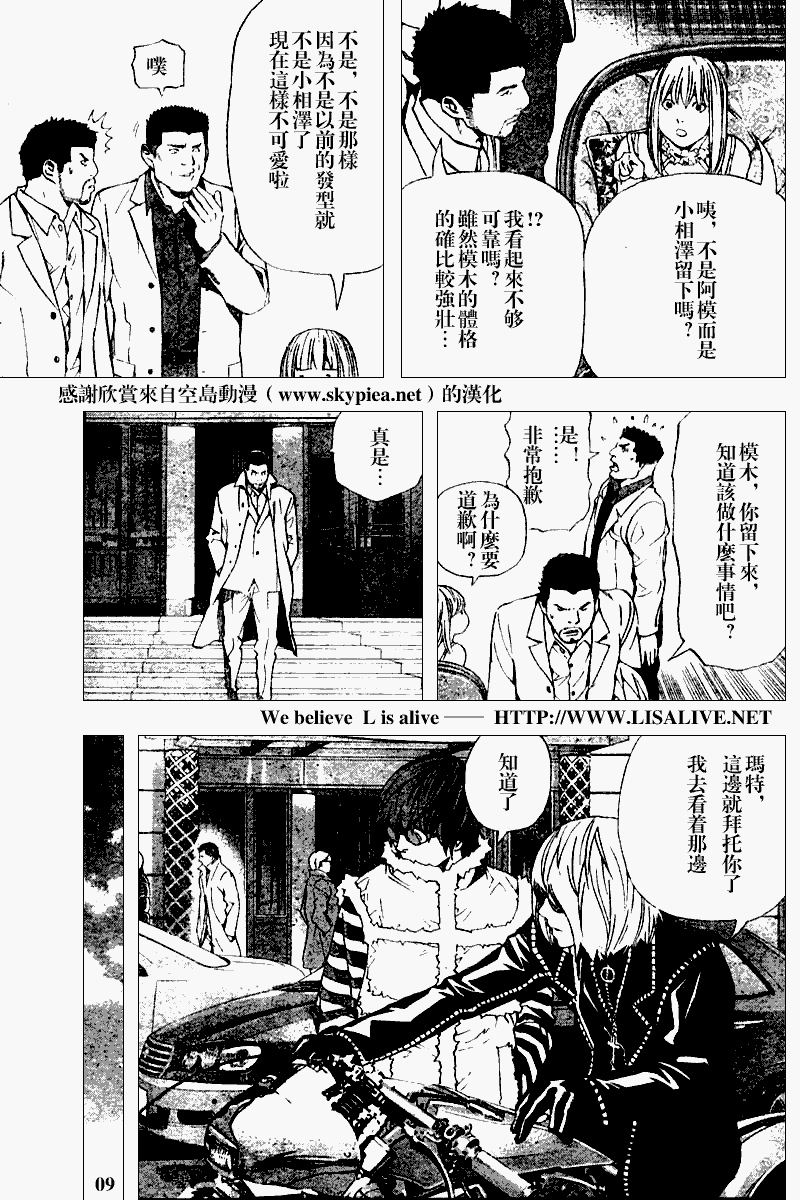 咦，不是阿模而是
小相澤留下嗎？
!?
我看起來不够
可靠嗎？
雖然模木的體格
的確比較強壯…
不是，不是那樣
因為不是以前的發型就
不是小相澤了
現在這樣不可愛啦
噗
感謝欣賞來自空島動漫（www.skypiea.net）的漢化
模木，你留下來，
知道該做什麼事情吧？
是！
……
非常抱歉
為什麼要
道歉啊？
真是…
We believe L is alive —— HTTP://WWW.LISALIVE.NET
瑪特，
這邊就拜托你了
我去看着那邊
知道了
09